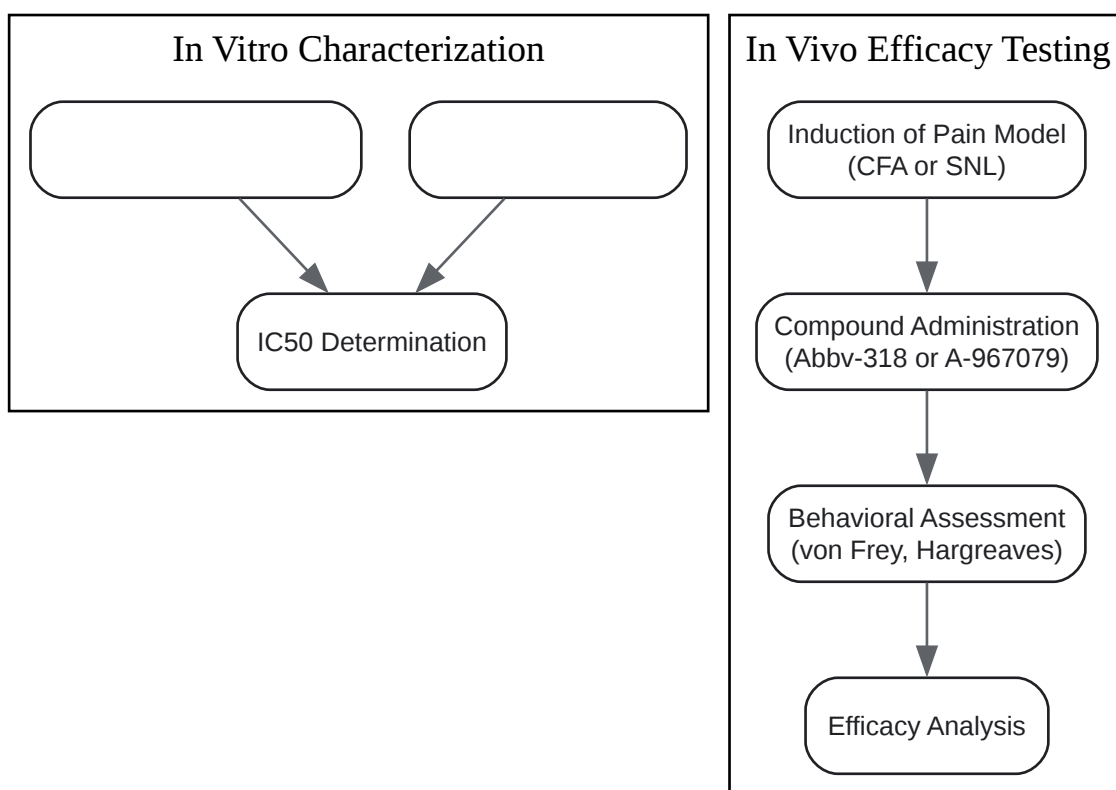 In Vitro Characterization
IC50 Determination
In Vivo Efficacy Testing
Induction of Pain Model
(CFA or SNL)
Compound Administration
(Abbv-318 or A-967079)
Behavioral Assessment
(von Frey, Hargreaves)
Efficacy Analysis